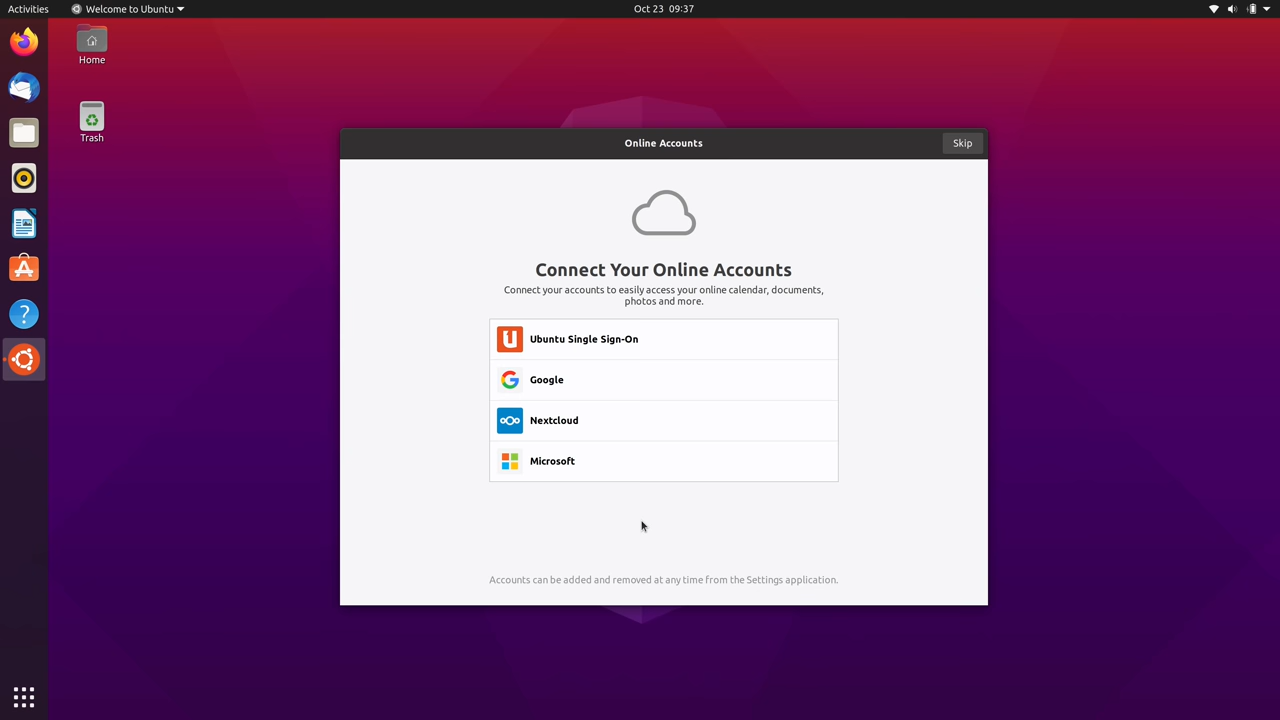 Activities
Welcome to Ubuntu
Oct 23 09:37
Home
Trash
Online Accounts
Skip
Connect Your Online Accounts
Connect your accounts to easily access your online calendar, documents,
photos and more.
Ubuntu Single Sign-On
Google
Nextcloud
Microsoft
Accounts can be added and removed at any time from the Settings application.